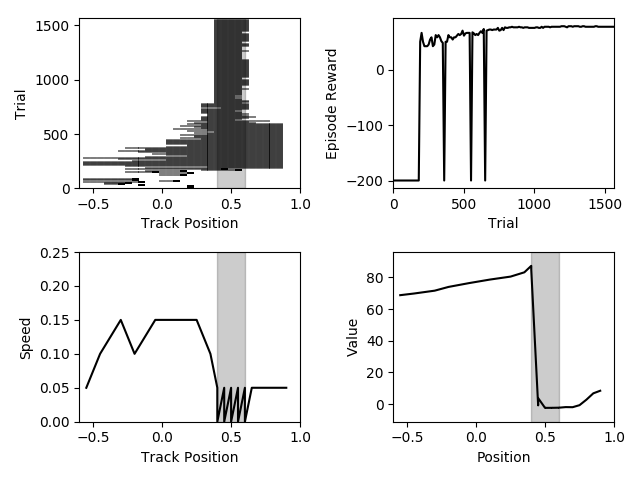 1500
1000
500
0
Trial
−0.5 0.0 0.5 1.0
Track Position
0
−100
−200
Episode Reward
0 500 1000 1500
Trial
0.25
0.20
0.15
0.10
0.05
0.00
Speed
−0.5 0.0 0.5 1.0
Track Position
80
60
40
20
0
Value
−0.5 0.0 0.5 1.0
Position